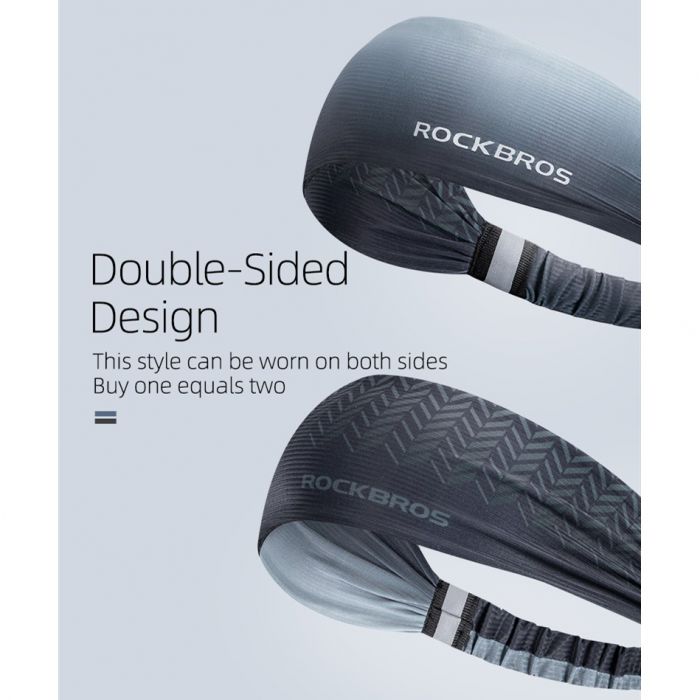 ROCKBROS
Double-Sided
Design
This style can be worn on both sides
Buy one equals two
ROCKBROS